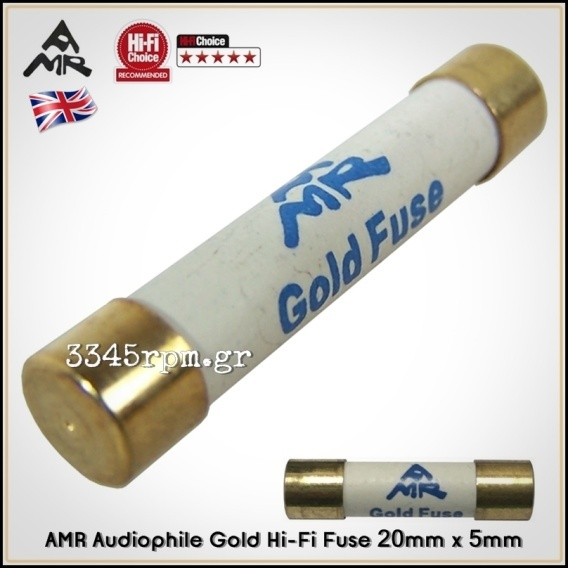 AMR
Hi-Fi
Choice
RECOMMENDED
Hi-Fi Choice
AMR
Gold Fuse
3345rpm.gr
AMR
Gold Fuse
AMR Audiophile Gold Hi-Fi Fuse 20mm x 5mm